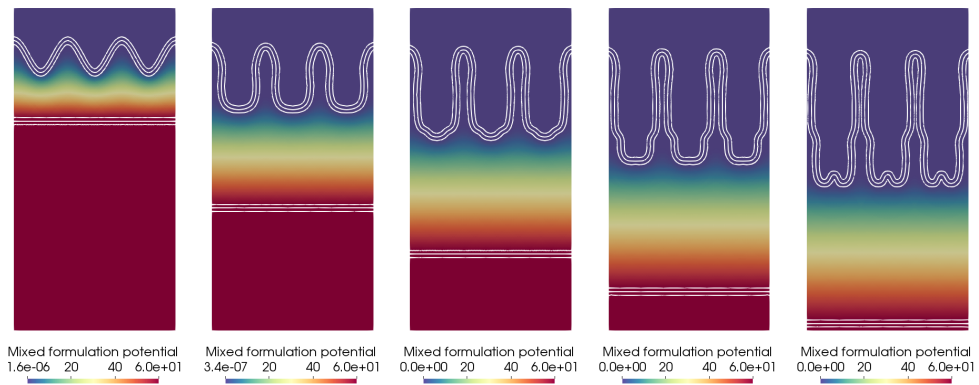 Mixed formulation potential
1.6e-06 20 40 6.0e+01
Mixed formulation potential
3.4e-07 20 40 6.0e+01
Mixed formulation potential
0.0e+00 20 40 6.0e+01
Mixed formulation potential
0.0e+00 20 40 6.0e+01
Mixed formulation potential
0.0e+00 20 40 6.0e+01